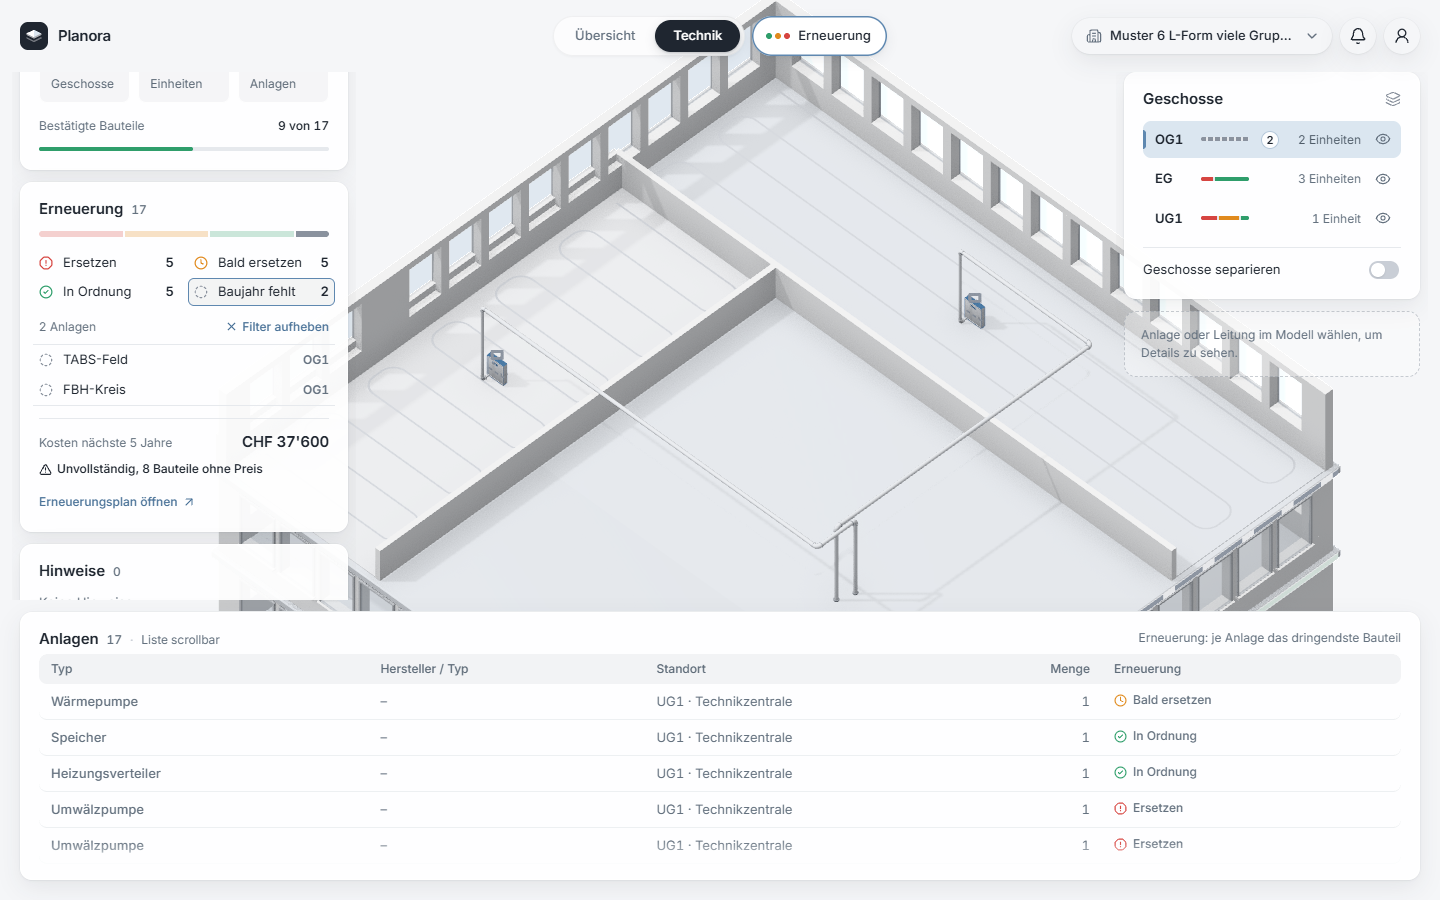 Planora
Übersicht
Technik
Erneuerung
Muster 6 L-Form viele Grup...
Geschosse
Einheiten
Anlagen
Bestätigte Bauteile
9 von 17
Erneuerung 17
Ersetzen 5
Bald ersetzen 5
In Ordnung 5
Baujahr fehlt 2
2 Anlagen
Filter aufheben
TABS-Feld OG1
FBH-Kreis OG1
Kosten nächste 5 Jahre CHF 37'600
Unvollständig, 8 Bauteile ohne Preis
Erneuerungsplan öffnen
Hinweise 0
Geschosse
OG1 2 2 Einheiten
EG 3 Einheiten
UG1 1 Einheit
Geschosse separieren
Anlage oder Leitung im Modell wählen, um
Details zu sehen.
Anlagen 17 · Liste scrollbar
Erneuerung: je Anlage das dringendste Bauteil
Typ Hersteller / Typ Standort Menge Erneuerung
Wärmepumpe – UG1 · Technikzentrale 1 Bald ersetzen
Speicher – UG1 · Technikzentrale 1 In Ordnung
Heizungsverteiler – UG1 · Technikzentrale 1 In Ordnung
Umwälzpumpe – UG1 · Technikzentrale 1 Ersetzen
Umwälzpumpe – UG1 · Technikzentrale 1 Ersetzen